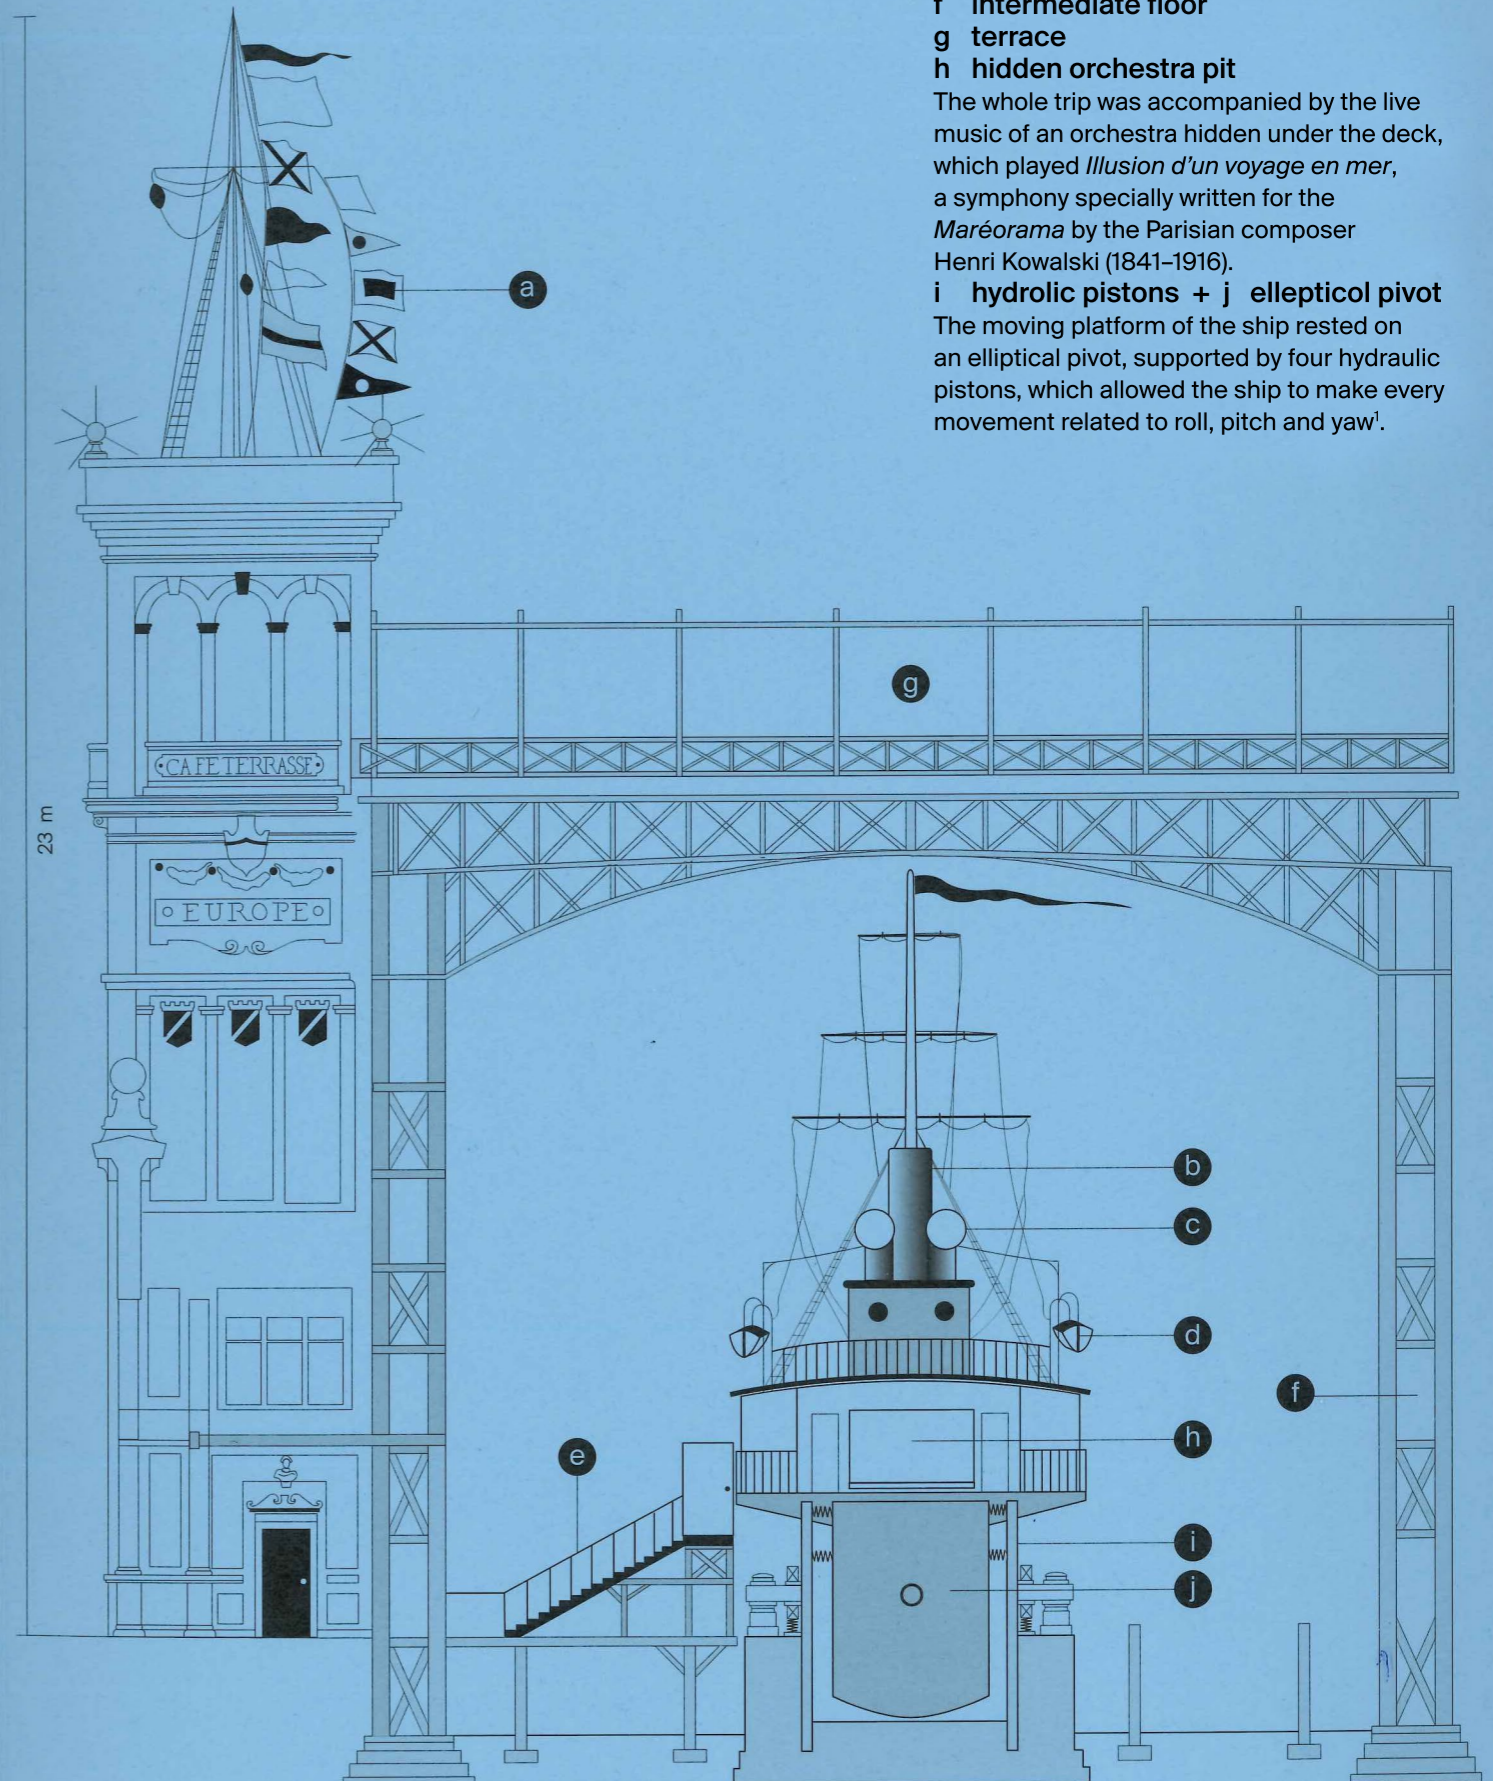 f intermediate floor
g terrace
h hidden orchestra pit
The whole trip was accompanied by the live
music of an orchestra hidden under the deck,
which played Illusion d'un voyage en mer,
a symphony specially written for the
Maréorama by the Parisian composer
Henri Kowalski (1841–1916).
i hydrolic pistons + j ellepticol pivot
The moving platform of the ship rested on
an elliptical pivot, supported by four hydraulic
pistons, which allowed the ship to make every
movement related to roll, pitch and yaw¹.
a
g
CAFE TERRASSE
23 m
EUROPE
b
c
d
f
h
e
i
j